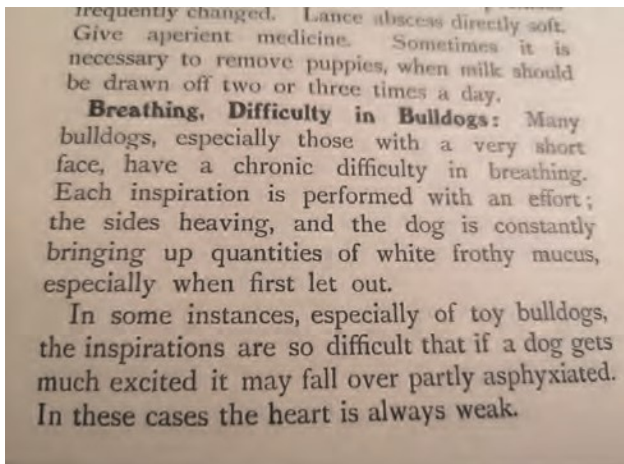 frequently changed. Lance abscess directly soft.
Give aperient medicine. Sometimes it is
necessary to remove puppies, when milk should
be drawn off two or three times a day.
Breathing, Difficulty in Bulldogs: Many
bulldogs, especially those with a very short
face, have a chronic difficulty in breathing.
Each inspiration is performed with an effort;
the sides heaving, and the dog is constantly
bringing up quantities of white frothy mucus,
especially when first let out.
In some instances, especially of toy bulldogs,
the inspirations are so difficult that if a dog gets
much excited it may fall over partly asphyxiated.
In these cases the heart is always weak.